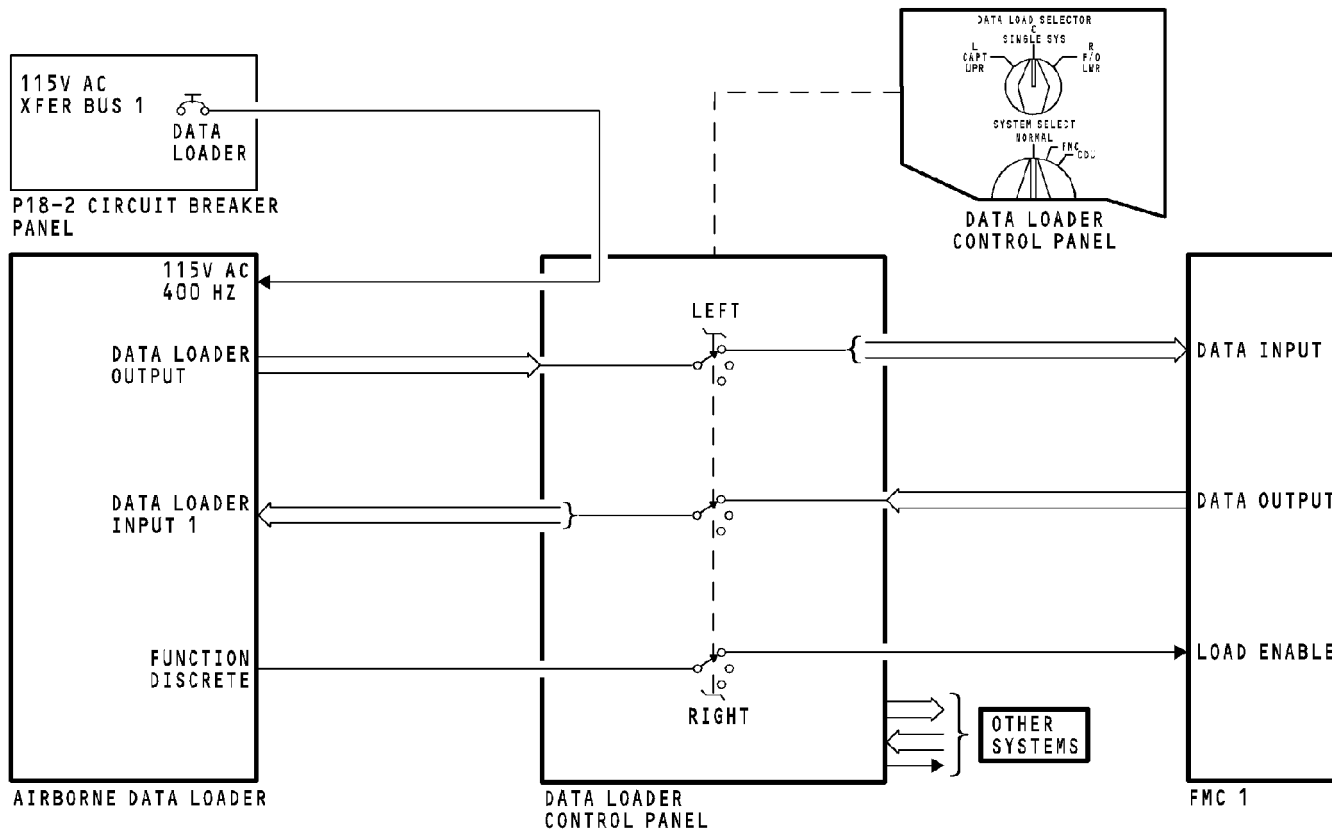 DATA LOAD SELECTOR
C
SINGLE SYS
L
CAPT
UPR
R
F/O
LWR
SYSTEM SELECT
NORMAL
FMC
CDU
DATA LOADER
CONTROL PANEL
115V AC
XFER BUS 1
DATA
LOADER
P18-2 CIRCUIT BREAKER
PANEL
115V AC
400 HZ
DATA LOADER
OUTPUT
DATA LOADER
INPUT 1
FUNCTION
DISCRETE
AIRBORNE DATA LOADER
LEFT
RIGHT
DATA LOADER
CONTROL PANEL
OTHER
SYSTEMS
DATA INPUT
DATA OUTPUT
LOAD ENABLE
FMC 1